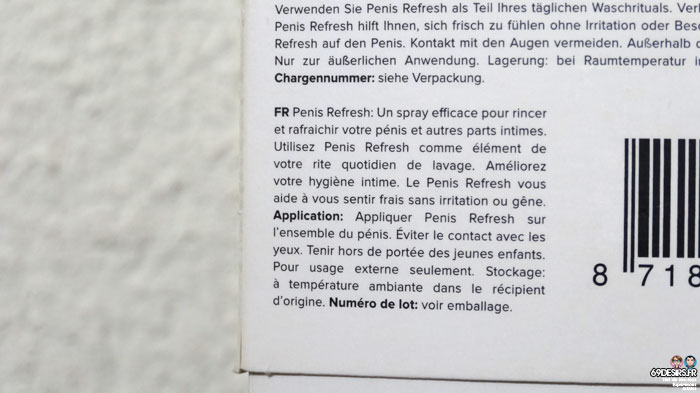 Verwenden Sie Penis Refresh als Teil Ihres täglichen Waschrituals.
Penis Refresh hilft Ihnen, sich frisch zu fühlen ohne Irritation oder
Refresh auf den Penis. Kontakt mit den Augen vermeiden. Außerhalb
Nur zur äußerlichen Anwendung. Lagerung: bei Raumtemperatur
Chargennummer: siehe Verpackung.
FR Penis Refresh: Un spray efficace pour rincer
et rafraichir votre pénis et autres parts intimes.
Utilisez Penis Refresh comme élément de
votre rite quotidien de lavage. Améliorez
votre hygiène intime. Le Penis Refresh vous
aide à vous sentir frais sans irritation ou gêne.
Application: Appliquer Penis Refresh sur
l'ensemble du pénis. Éviter le contact avec les
yeux. Tenir hors de portée des jeunes enfants.
Pour usage externe seulement. Stockage:
à température ambiante dans le récipient
d'origine. Numéro de lot: voir emballage.
8 718
69DESIRS.FR